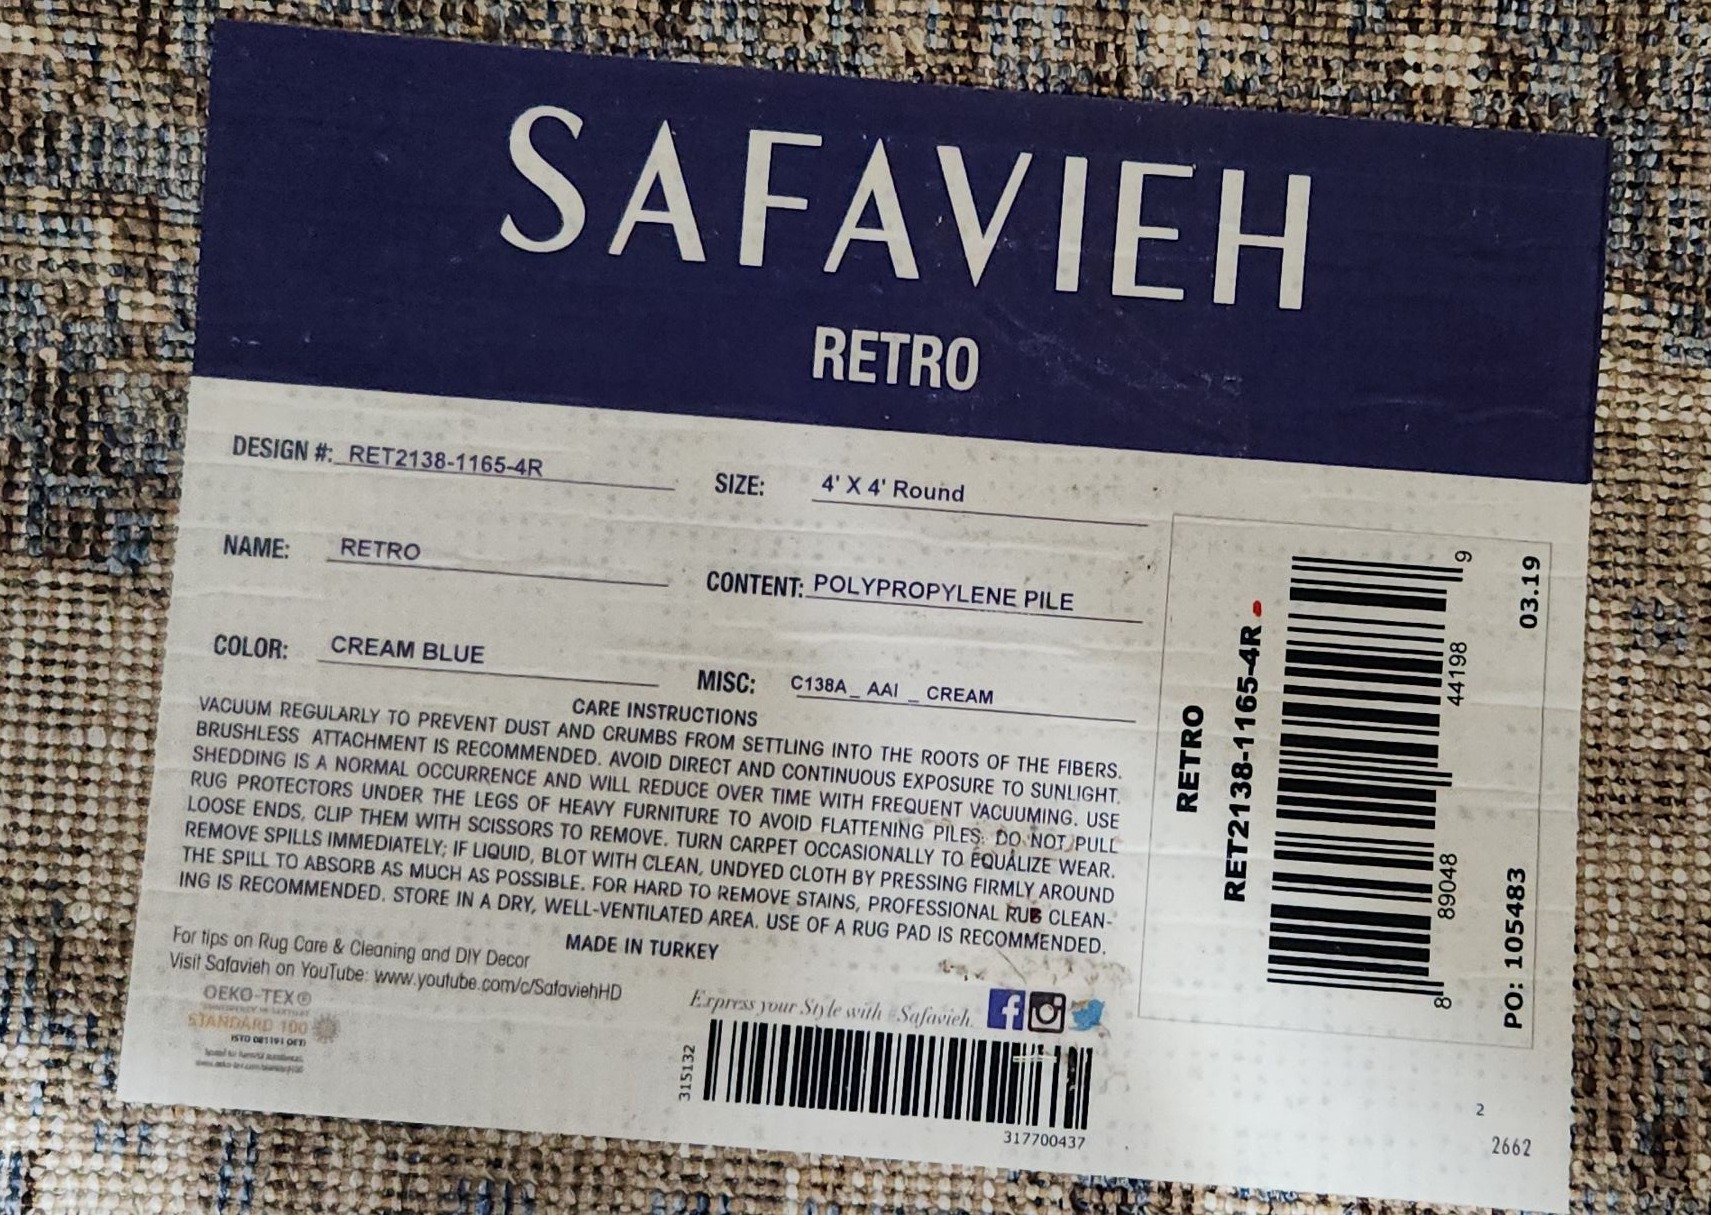 SAFAVIEH
RETRO
DESIGN #: RET2138-1165-4R
SIZE: 4' X 4' Round
NAME: RETRO
CONTENT: POLYPROPYLENE PILE
COLOR: CREAM BLUE
MISC: C138A_ AAI _ CREAM
CARE INSTRUCTIONS
VACUUM REGULARLY TO PREVENT DUST AND CRUMBS FROM SETTLING INTO THE ROOTS OF THE FIBERS.
BRUSHLESS ATTACHMENT IS RECOMMENDED. AVOID DIRECT AND CONTINUOUS EXPOSURE TO SUNLIGHT.
SHEDDING IS A NORMAL OCCURRENCE AND WILL REDUCE OVER TIME WITH FREQUENT VACUUMING. USE
RUG PROTECTORS UNDER THE LEGS OF HEAVY FURNITURE TO AVOID FLATTENING PILES. DO NOT PULL
LOOSE ENDS, CLIP THEM WITH SCISSORS TO REMOVE. TURN CARPET OCCASIONALLY TO EQUALIZE WEAR.
REMOVE SPILLS IMMEDIATELY; IF LIQUID, BLOT WITH CLEAN, UNDYED CLOTH BY PRESSING FIRMLY AROUND
THE SPILL TO ABSORB AS MUCH AS POSSIBLE. FOR HARD TO REMOVE STAINS, PROFESSIONAL RUB CLEAN-
ING IS RECOMMENDED. STORE IN A DRY, WELL-VENTILATED AREA. USE OF A RUG PAD IS RECOMMENDED.
MADE IN TURKEY
For tips on Rug Care & Cleaning and DIY Decor
Visit Safavieh on YouTube: www.youtube.com/c/SafaviehHD
OEKO-TEX®
STANDARD 100
Express your Style with #Safavieh.
315132
317700437
RETRO
RET2138-1165-4R
8 89048 44198 9
PO: 105483 03.19
2
2662